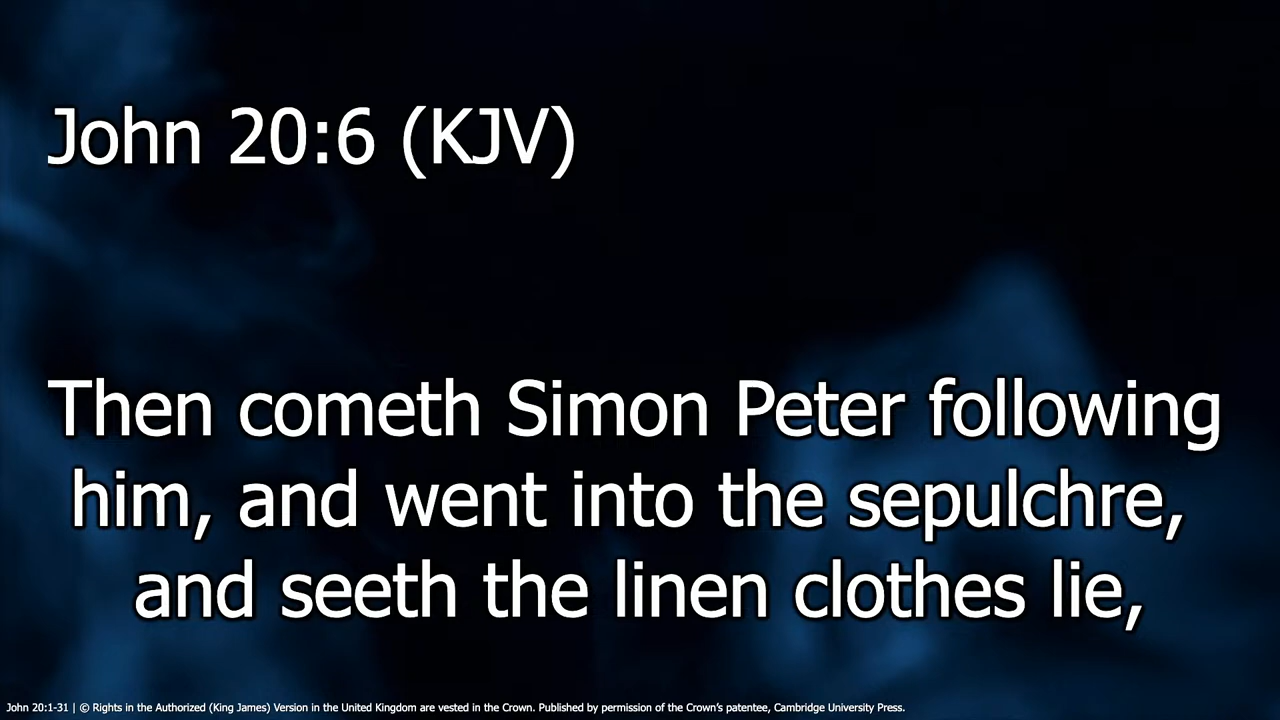 John 20:6 (KJV)
Then cometh Simon Peter following
him, and went into the sepulchre,
and seeth the linen clothes lie,
John 20:1-31 | © Rights in the Authorized (King James) Version in the United Kingdom are vested in the Crown. Published by permission of the Crown’s patentee, Cambridge University Press.